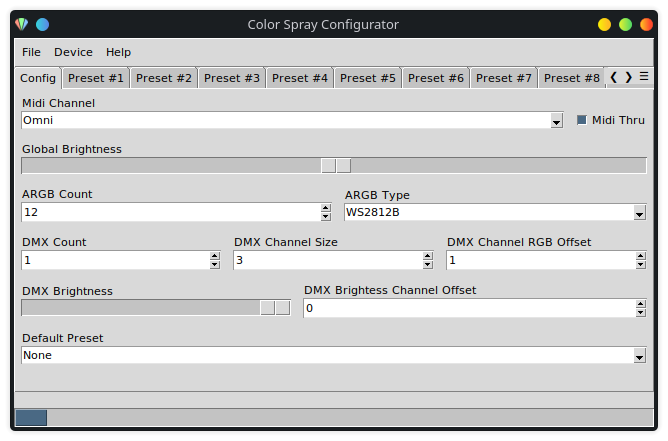 Color Spray Configurator
File Device Help
Config Preset #1 Preset #2 Preset #3 Preset #4 Preset #5 Preset #6 Preset #7 Preset #8
Midi Channel
Omni
Midi Thru
Global Brightness
ARGB Count
ARGB Type
12
WS2812B
DMX Count
DMX Channel Size
DMX Channel RGB Offset
1
3
1
DMX Brightness
DMX Brightess Channel Offset
0
Default Preset
None